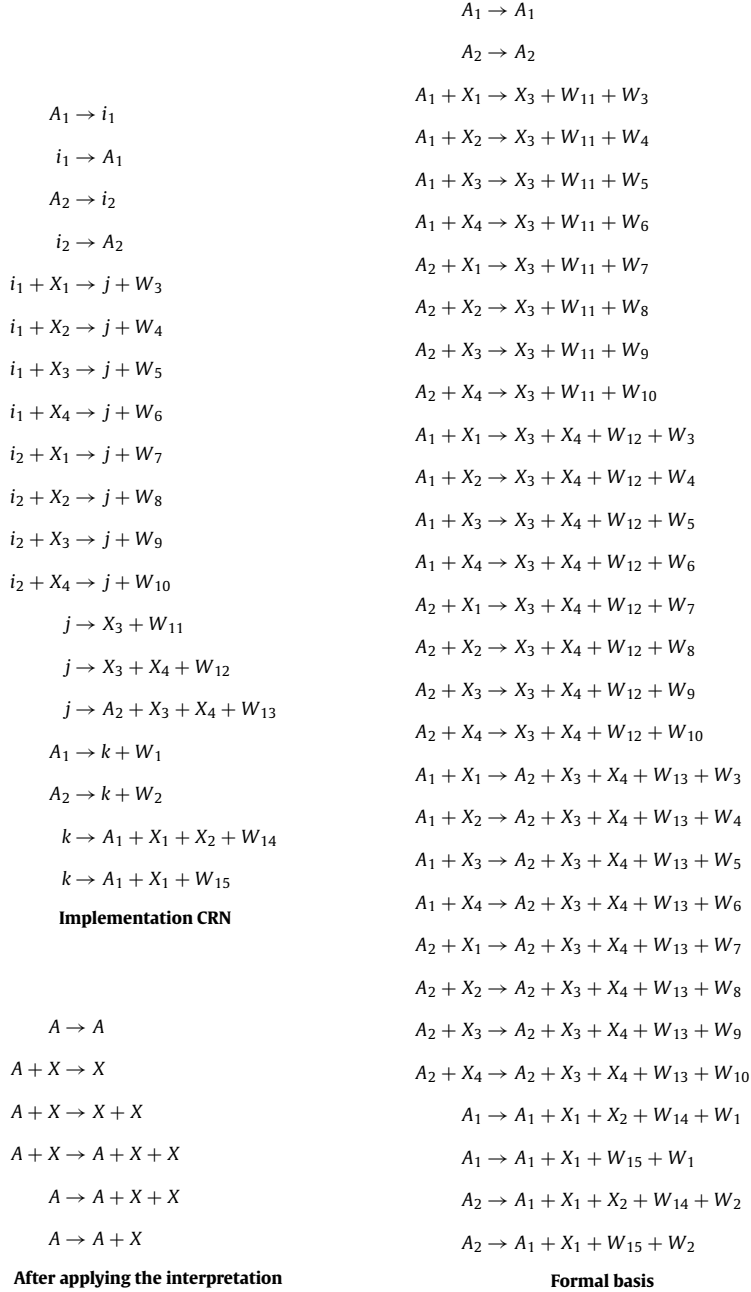 A₁ → i₁
i₁ → A₁
A₂ → i₂
i₂ → A₂
i₁ + X₁ → j + W₃
i₁ + X₂ → j + W₄
i₁ + X₃ → j + W₅
i₁ + X₄ → j + W₆
i₂ + X₁ → j + W₇
i₂ + X₂ → j + W₈
i₂ + X₃ → j + W₉
i₂ + X₄ → j + W₁₀
j → X₃ + W₁₁
j → X₃ + X₄ + W₁₂
j → A₂ + X₃ + X₄ + W₁₃
A₁ → k + W₁
A₂ → k + W₂
k → A₁ + X₁ + X₂ + W₁₄
k → A₁ + X₁ + W₁₅
Implementation CRN
A → A
A + X → X
A + X → X + X
A + X → A + X + X
A → A + X + X
A → A + X
After applying the interpretation
A₁ → A₁
A₂ → A₂
A₁ + X₁ → X₃ + W₁₁ + W₃
A₁ + X₂ → X₃ + W₁₁ + W₄
A₁ + X₃ → X₃ + W₁₁ + W₅
A₁ + X₄ → X₃ + W₁₁ + W₆
A₂ + X₁ → X₃ + W₁₁ + W₇
A₂ + X₂ → X₃ + W₁₁ + W₈
A₂ + X₃ → X₃ + W₁₁ + W₉
A₂ + X₄ → X₃ + W₁₁ + W₁₀
A₁ + X₁ → X₃ + X₄ + W₁₂ + W₃
A₁ + X₂ → X₃ + X₄ + W₁₂ + W₄
A₁ + X₃ → X₃ + X₄ + W₁₂ + W₅
A₁ + X₄ → X₃ + X₄ + W₁₂ + W₆
A₂ + X₁ → X₃ + X₄ + W₁₂ + W₇
A₂ + X₂ → X₃ + X₄ + W₁₂ + W₈
A₂ + X₃ → X₃ + X₄ + W₁₂ + W₉
A₂ + X₄ → X₃ + X₄ + W₁₂ + W₁₀
A₁ + X₁ → A₂ + X₃ + X₄ + W₁₃ + W₃
A₁ + X₂ → A₂ + X₃ + X₄ + W₁₃ + W₄
A₁ + X₃ → A₂ + X₃ + X₄ + W₁₃ + W₅
A₁ + X₄ → A₂ + X₃ + X₄ + W₁₃ + W₆
A₂ + X₁ → A₂ + X₃ + X₄ + W₁₃ + W₇
A₂ + X₂ → A₂ + X₃ + X₄ + W₁₃ + W₈
A₂ + X₃ → A₂ + X₃ + X₄ + W₁₃ + W₉
A₂ + X₄ → A₂ + X₃ + X₄ + W₁₃ + W₁₀
A₁ → A₁ + X₁ + X₂ + W₁₄ + W₁
A₁ → A₁ + X₁ + W₁₅ + W₁
A₂ → A₁ + X₁ + X₂ + W₁₄ + W₂
A₂ → A₁ + X₁ + W₁₅ + W₂
Formal basis